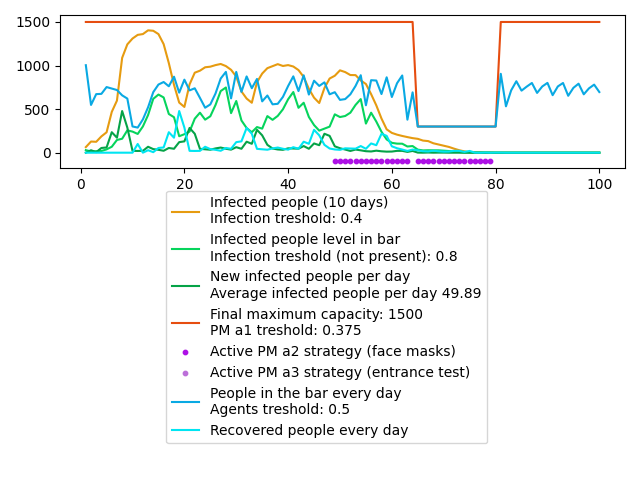 1500
1000
500
0
0
20
40
60
80
100
Infected people (10 days)
Infection treshold: 0.4
Infected people level in bar
Infection treshold (not present): 0.8
New infected people per day
Average infected people per day 49.89
Final maximum capacity: 1500
PM a1 treshold: 0.375
Active PM a2 strategy (face masks)
Active PM a3 strategy (entrance test)
People in the bar every day
Agents treshold: 0.5
Recovered people every day